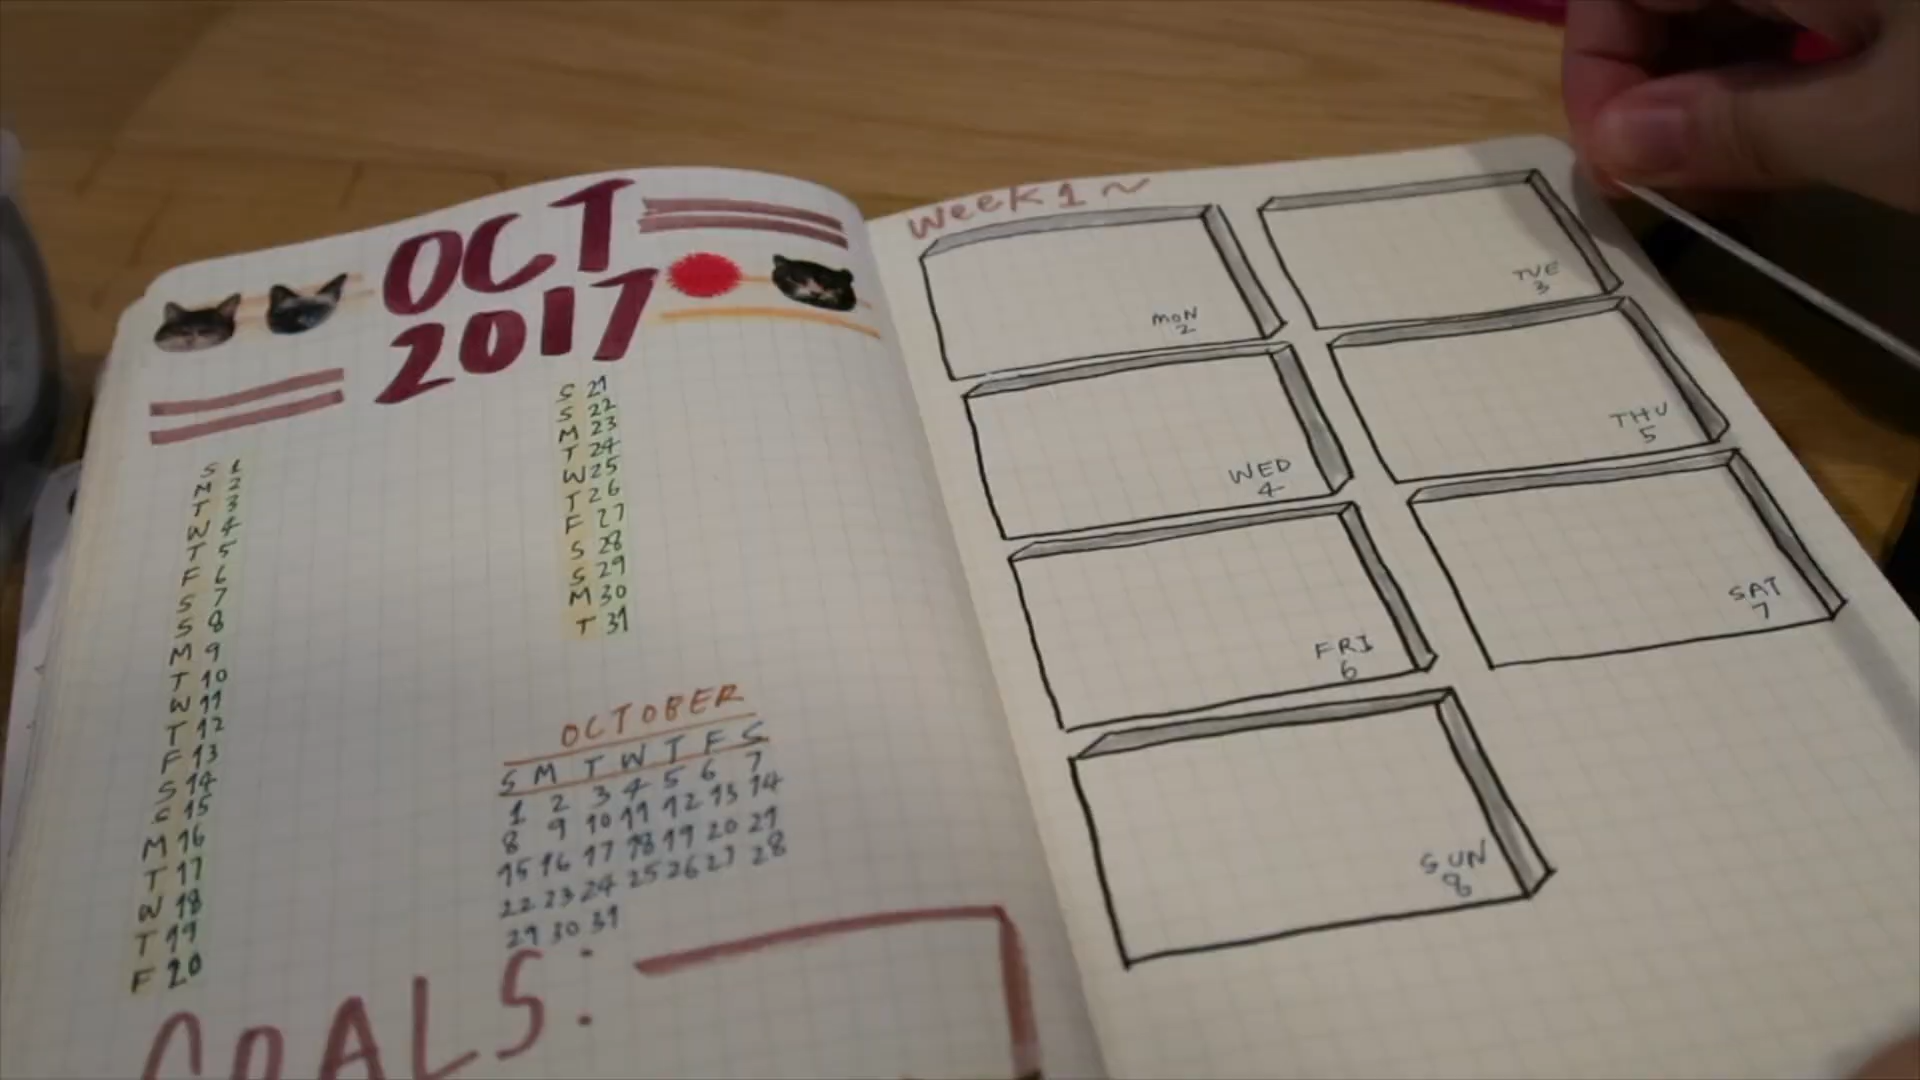 OCT
2017
S 1
M 2
T 3
W 4
T 5
F 6
S 7
S 8
M 9
T 10
W 11
T 12
F 13
S 14
S 15
M 16
T 17
W 18
T 19
F 20
S 21
S 22
M 23
T 24
W 25
T 26
F 27
S 28
S 29
M 30
T 31
OCTOBER
S M T W T F S
1 2 3 4 5 6 7
8 9 10 11 12 13 14
15 16 17 18 19 20 21
22 23 24 25 26 27 28
29 30 31
GOALS:
week 1~
MON
2
TUE
3
WED
4
THU
5
FRI
6
SAT
7
SUN
8